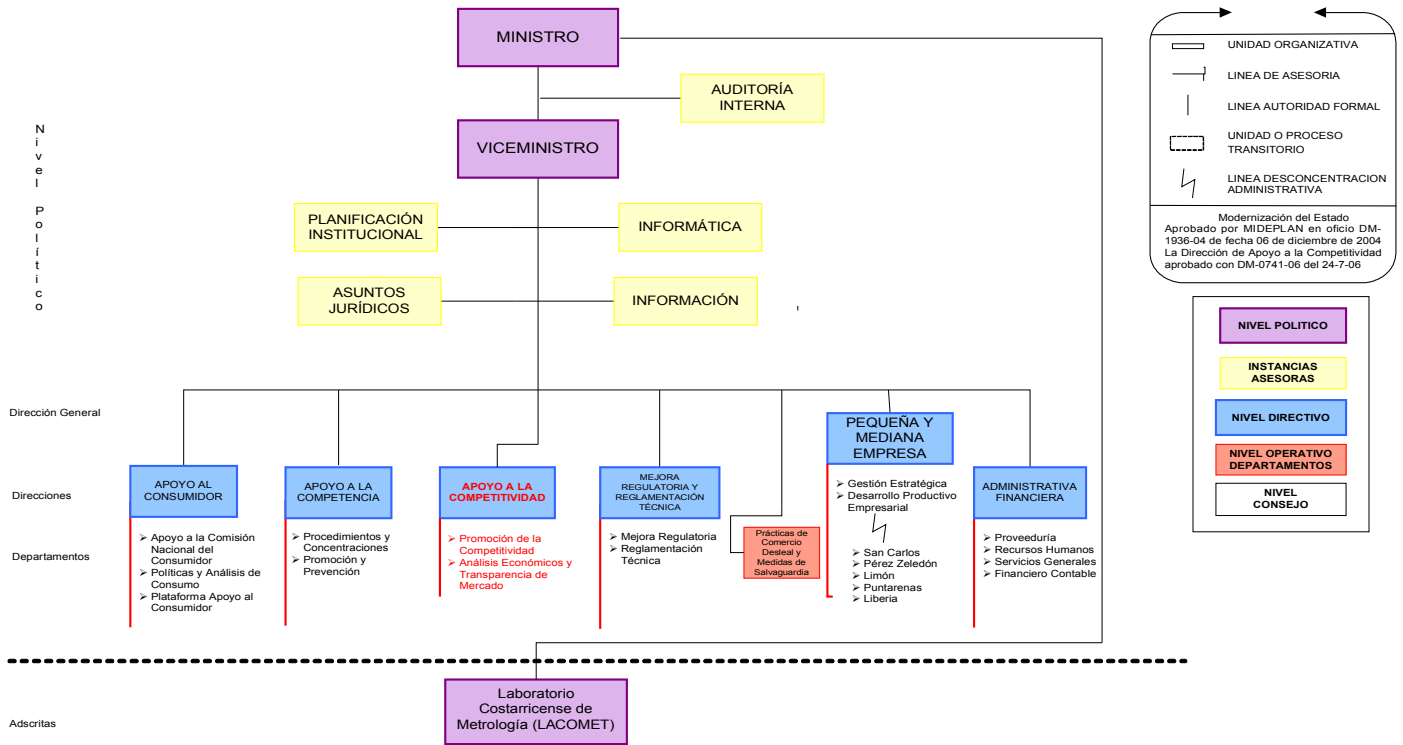 MINISTRO
AUDITORÍA
INTERNA
VICEMINISTRO
Nivel Político
PLANIFICACIÓN
INSTITUCIONAL
INFORMÁTICA
ASUNTOS
JURÍDICOS
INFORMACIÓN
UNIDAD ORGANIZATIVA
LINEA DE ASESORIA
LINEA AUTORIDAD FORMAL
UNIDAD O PROCESO
TRANSITORIO
LINEA DESCONCENTRACION
ADMINISTRATIVA
Modernización del Estado
Aprobado por MIDEPLAN en oficio DM-
1936-04 de fecha 06 de diciembre de 2004
La Dirección de Apoyo a la Competitividad
aprobado con DM-0741-06 del 24-7-06
NIVEL POLITICO
INSTANCIAS
ASESORAS
NIVEL DIRECTIVO
NIVEL OPERATIVO
DEPARTAMENTOS
NIVEL
CONSEJO
Dirección General
PEQUEÑA Y
MEDIANA
EMPRESA
Direcciones
APOYO AL
CONSUMIDOR
APOYO A LA
COMPETENCIA
APOYO A LA
COMPETITIVIDAD
MEJORA
REGULATORIA Y
REGLAMENTACIÓN
TÉCNICA
ADMINISTRATIVA
FINANCIERA
Departamentos
➢ Apoyo a la Comisión
Nacional del
Consumidor
➢ Políticas y Análisis de
Consumo
➢ Plataforma Apoyo al
Consumidor
➢ Procedimientos y
Concentraciones
➢ Promoción y
Prevención
➢ Promoción de la
Competitividad
➢ Análisis Económicos y
Transparencia de
Mercado
➢ Mejora Regulatoria
➢ Reglamentación
Técnica
Prácticas de
Comercio
Desleal y
Medidas de
Salvaguardia
➢ Gestión Estratégica
➢ Desarrollo Productivo
Empresarial
➢ San Carlos
➢ Pérez Zeledón
➢ Limón
➢ Puntarenas
➢ Liberia
➢ Proveeduría
➢ Recursos Humanos
➢ Servicios Generales
➢ Financiero Contable
Adscritas
Laboratorio
Costarricense de
Metrología (LACOMET)